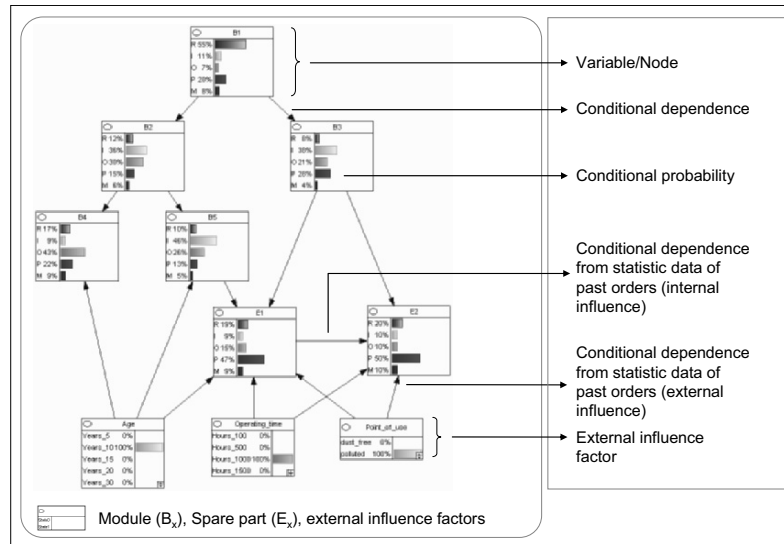 B1
R 55%
I 11%
O 7%
P 28%
M 8%
B2
R 12%
I 36%
O 39%
P 15%
M 6%
B3
R 8%
I 38%
O 21%
P 28%
M 4%
B4
R 17%
I 9%
O 43%
P 22%
M 9%
B5
R 10%
I 46%
O 26%
P 13%
M 5%
E1
R 19%
I 9%
O 15%
P 47%
M 9%
E2
R 20%
I 10%
O 10%
P 50%
M 10%
Age
Years_5 0%
Years_10 100%
Years_15 0%
Years_20 0%
Years_30 0%
Operating_time
Hours_100 0%
Hours_500 0%
Hours_1000 100%
Hours_1500 0%
Point_of_use
dust_free 0%
polluted 100%
Variable/Node
Conditional dependence
Conditional probability
Conditional dependence
from statistic data of
past orders (internal
influence)
Conditional dependence
from statistic data of
past orders (external
influence)
External influence
factor
Module (Bx), Spare part (Ex), external influence factors